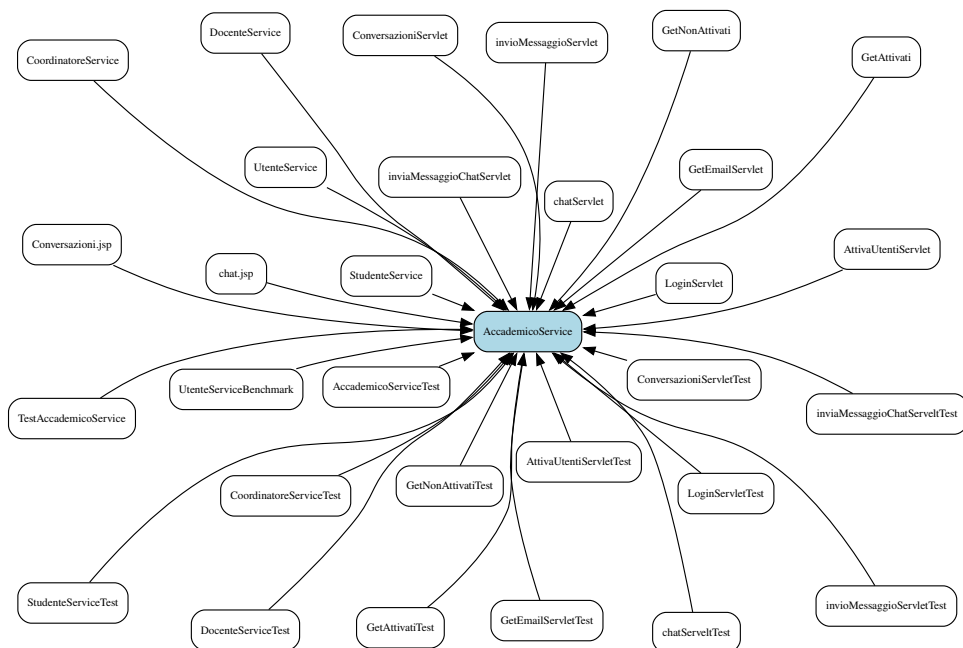 DocenteService
ConversazioniServlet
invioMessaggioServlet
GetNonAttivati
CoordinatoreService
GetAttivati
UtenteService
inviaMessaggioChatServlet
GetEmailServlet
chatServlet
Conversazioni.jsp
AttivaUtentiServlet
chat.jsp
StudenteService
LoginServlet
AccademicoService
UtenteServiceBenchmark
AccademicoServiceTest
ConversazioniServletTest
TestAccademicoService
inviaMessaggioChatServeltTest
CoordinatoreServiceTest
GetNonAttivatiTest
AttivaUtentiServletTest
LoginServletTest
StudenteServiceTest
DocenteServiceTest
GetAttivatiTest
GetEmailServletTest
chatServeltTest
invioMessaggioServletTest